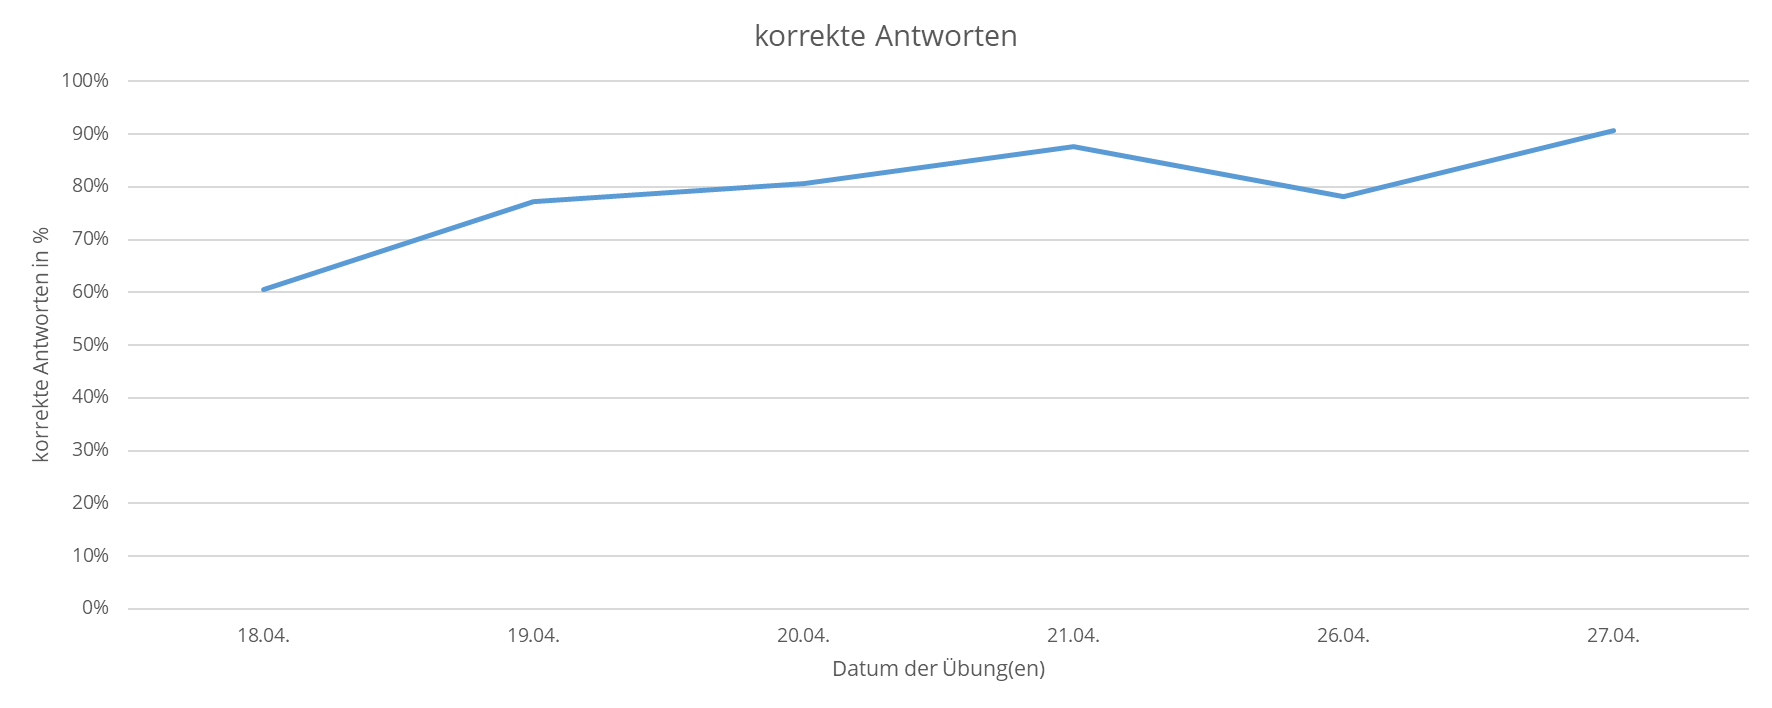 korrekte Antworten
100%
90%
80%
70%
60%
50%
40%
30%
20%
10%
0%
korrekte Antworten in %
18.04. 19.04. 20.04. 21.04. 26.04. 27.04.
Datum der Übung(en)